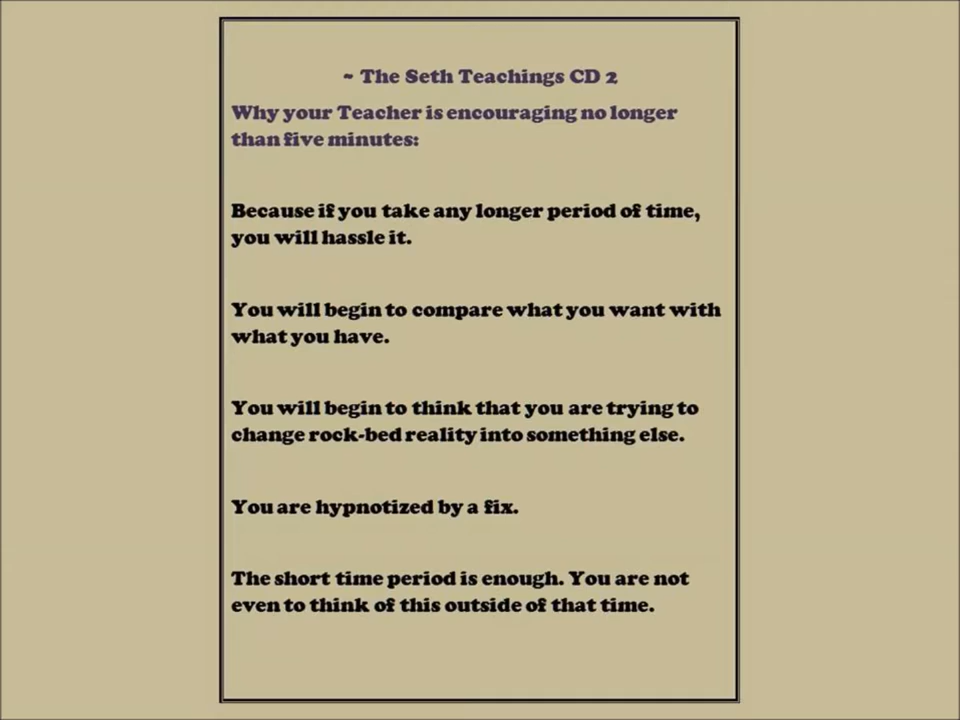 ~ The Seth Teachings CD 2
Why your Teacher is encouraging no longer
than five minutes:
Because if you take any longer period of time,
you will hassle it.
You will begin to compare what you want with
what you have.
You will begin to think that you are trying to
change rock-bed reality into something else.
You are hypnotized by a fix.
The short time period is enough. You are not
even to think of this outside of that time.